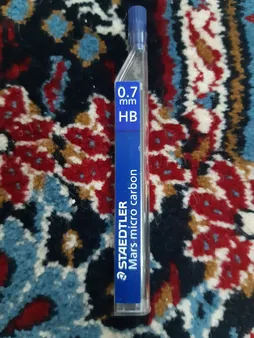 0.7
mm
HB
STAEDTLER
Mars micro carbon